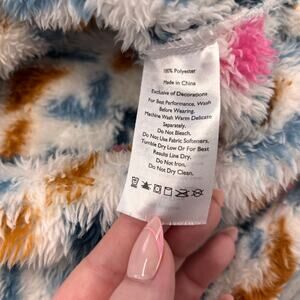 100% Polyester
Made in China
Exclusive of Decorations
For Best Performance, Wash
Before Wearing.
Machine Wash Warm Delicate
Separately.
Do Not Bleach.
Do Not Use Fabric Softeners.
Tumble Dry Low Or For Best
Results Line Dry.
Do Not Iron.
Do Not Dry Clean.